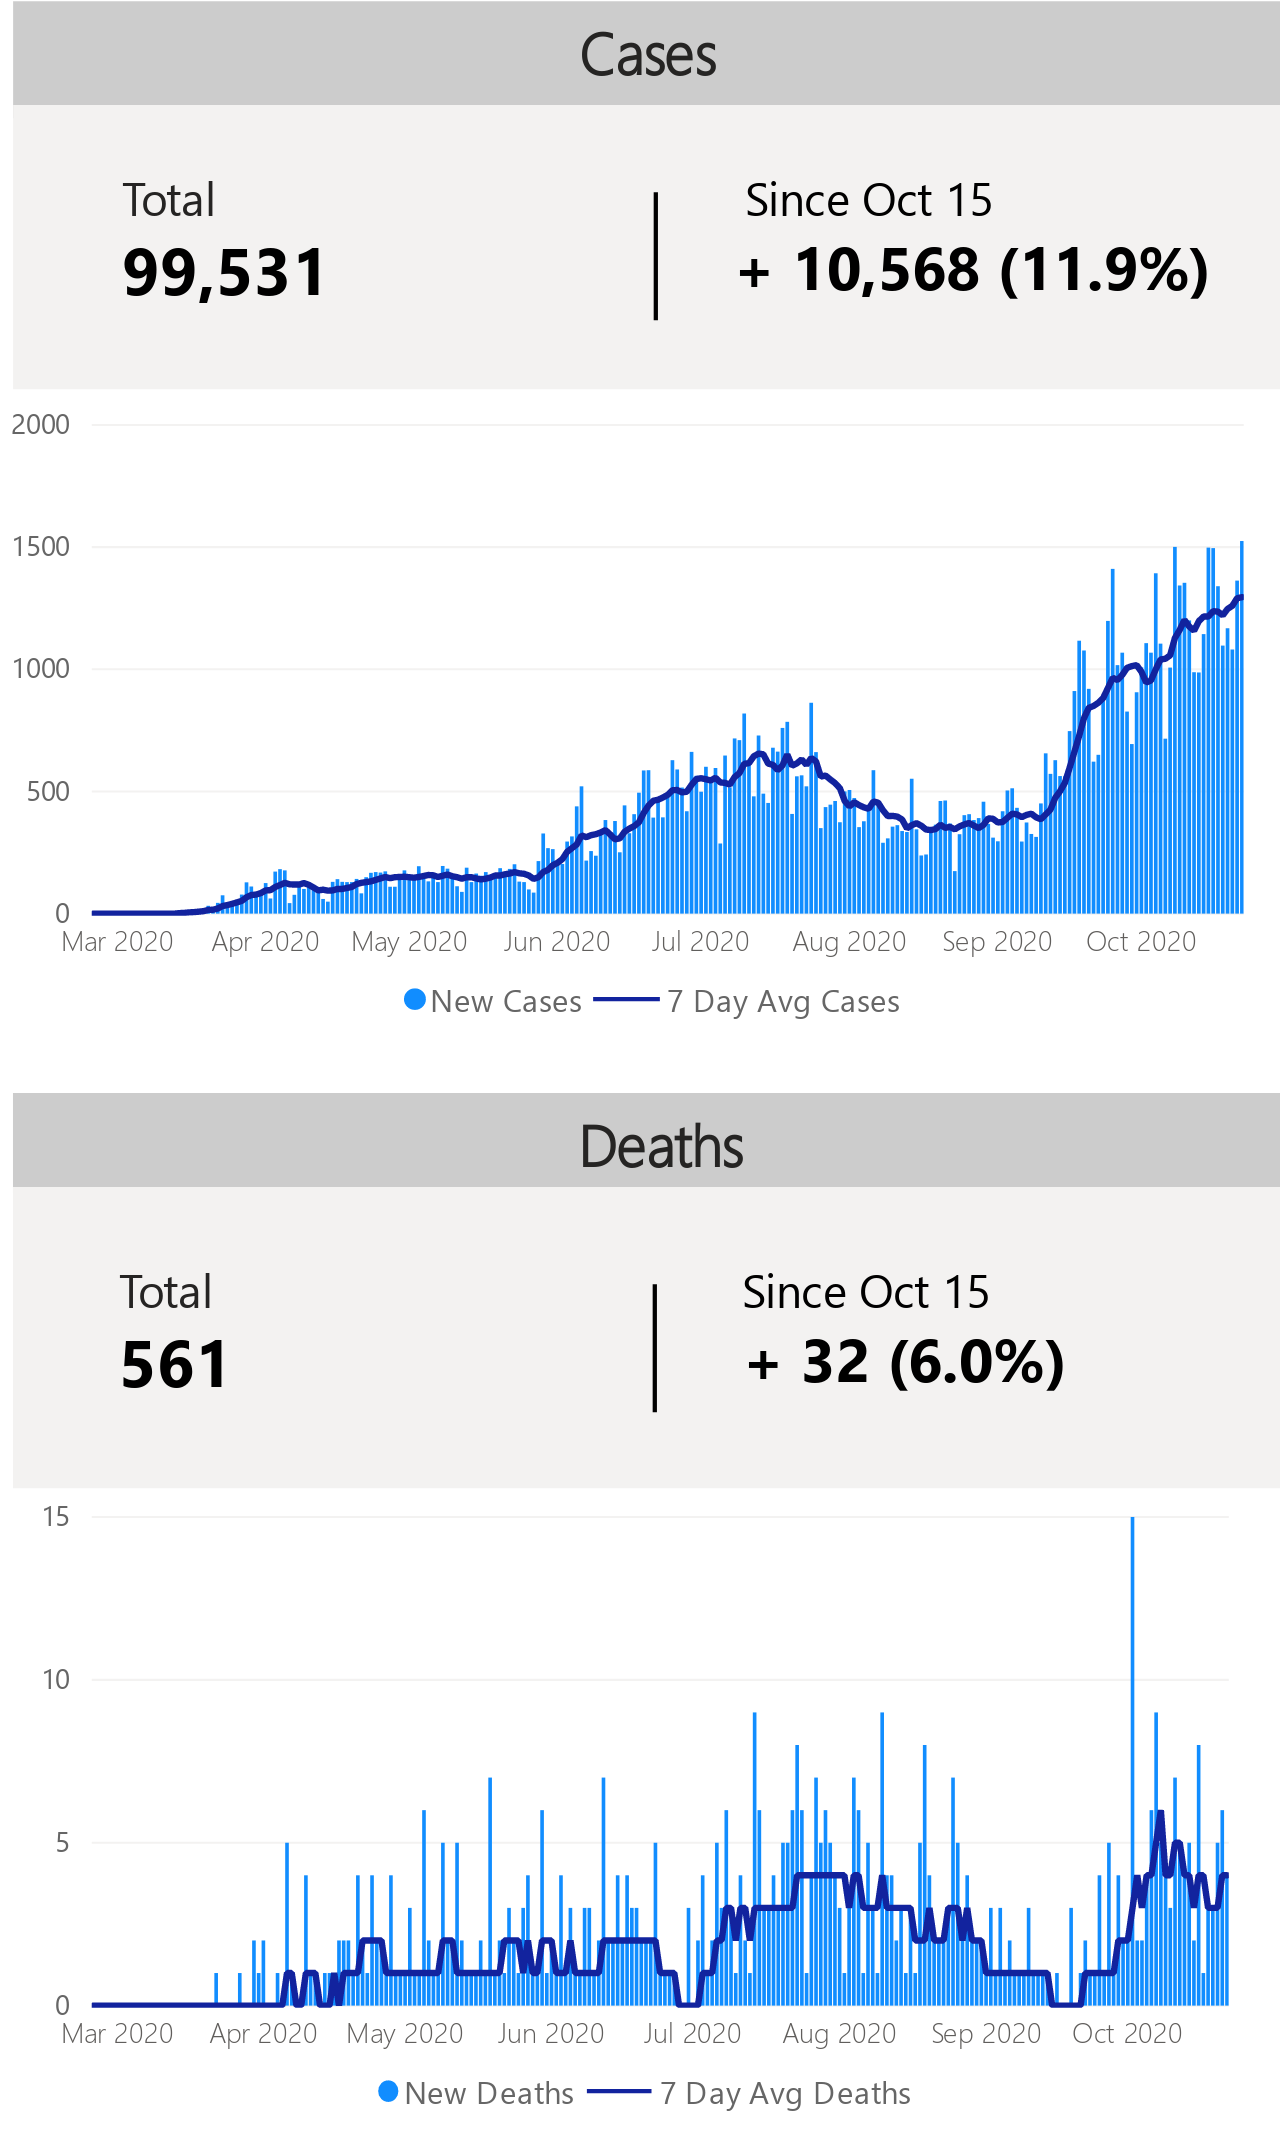 Cases
Total
Since Oct 15
99,531
+ 10,568 (11.9%)
2000
1500
1000
500
0
Mar 2020 Apr 2020 May 2020 Jun 2020 Jul 2020 Aug 2020 Sep 2020 Oct 2020
New Cases 7 Day Avg Cases
Deaths
Total
Since Oct 15
561
+ 32 (6.0%)
15
10
5
0
Mar 2020 Apr 2020 May 2020 Jun 2020 Jul 2020 Aug 2020 Sep 2020 Oct 2020
New Deaths 7 Day Avg Deaths